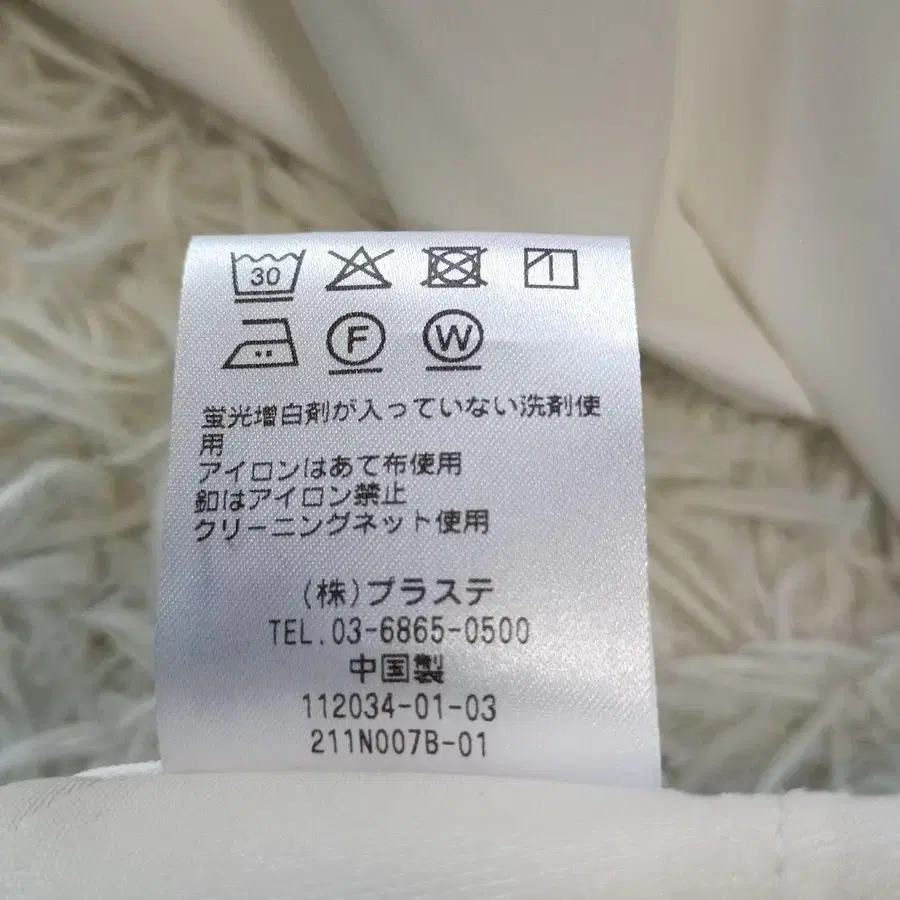 30
F W
蛍光増白剤が入っていない洗剤使
用
アイロンはあて布使用
釦はアイロン禁止
クリーニングネット使用
(株)プラステ
TEL.03-6865-0500
中国製
112034-01-03
211N007B-01